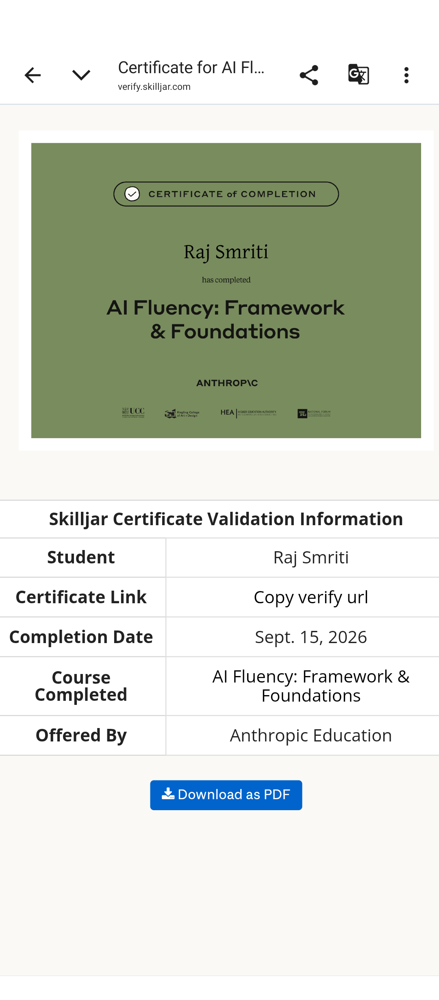 Certificate for AI Fl...
verify.skilljar.com
CERTIFICATE of COMPLETION
Raj Smriti
has completed
AI Fluency: Framework
& Foundations
ANTHROP\C
UCC
Ringling College
of Art + Design
HEA
HIGHER EDUCATION AUTHORITY
NATIONAL FORUM
Skilljar Certificate Validation Information
Student
Raj Smriti
Certificate Link
Copy verify url
Completion Date
Sept. 15, 2026
Course
Completed
AI Fluency: Framework &
Foundations
Offered By
Anthropic Education
Download as PDF